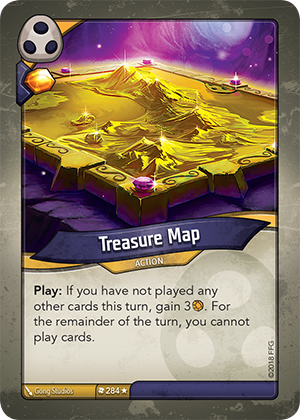 Treasure Map
ACTION
Play: If you have not played any
other cards this turn, gain 3. For
the remainder of the turn, you cannot
play cards.
Gong Studios
284★
©2018 FFG